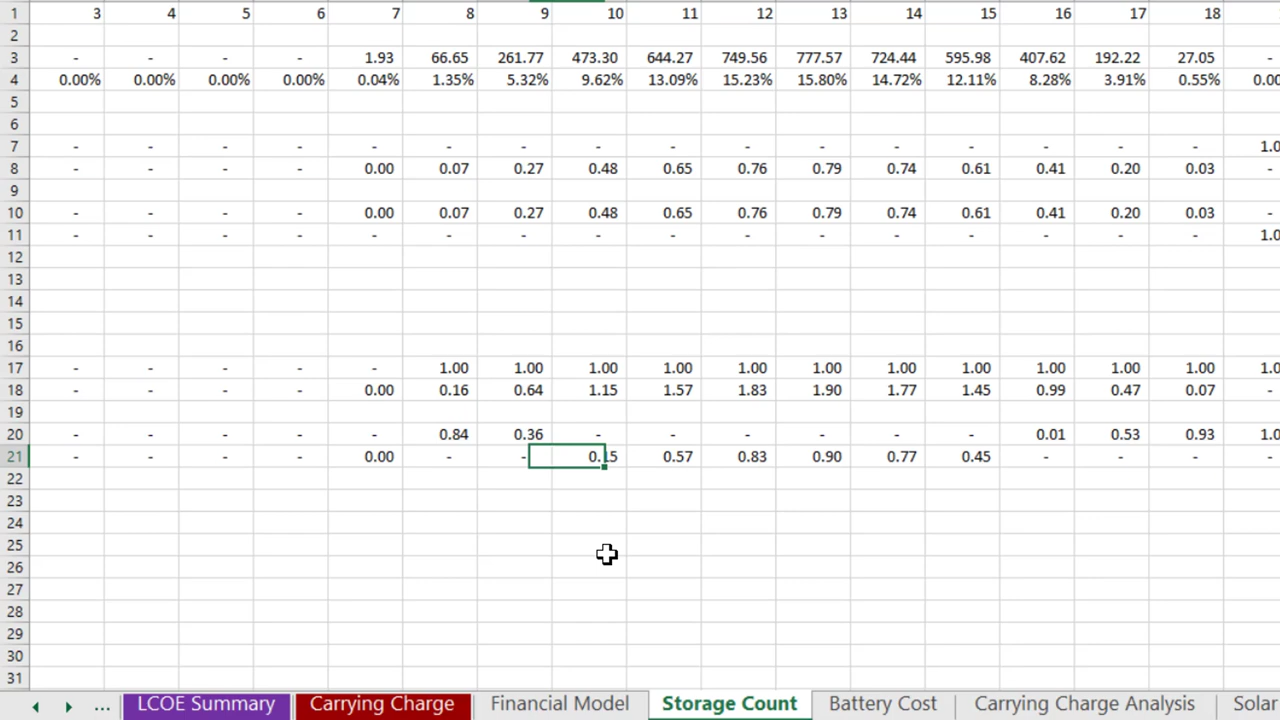 1 3 4 5 6 7 8 9 10 11 12 13 14 15 16 17 18
2
3 - - - - 1.93 66.65 261.77 473.30 644.27 749.56 777.57 724.44 595.98 407.62 192.22 27.05 -
4 0.00% 0.00% 0.00% 0.00% 0.04% 1.35% 5.32% 9.62% 13.09% 15.23% 15.80% 14.72% 12.11% 8.28% 3.91% 0.55% 0.00
5
6
7 - - - - - - - - - - - - - - - - 1.0
8 - - - - 0.00 0.07 0.27 0.48 0.65 0.76 0.79 0.74 0.61 0.41 0.20 0.03 -
9
10 - - - - 0.00 0.07 0.27 0.48 0.65 0.76 0.79 0.74 0.61 0.41 0.20 0.03 -
11 - - - - - - - - - - - - - - - - 1.0
12
13
14
15
16
17 - - - - - 1.00 1.00 1.00 1.00 1.00 1.00 1.00 1.00 1.00 1.00 1.00 1.0
18 - - - - 0.00 0.16 0.64 1.15 1.57 1.83 1.90 1.77 1.45 0.99 0.47 0.07 -
19
20 - - - - - 0.84 0.36 - - - - - - 0.01 0.53 0.93 1.0
21 - - - - 0.00 - - 0.15 0.57 0.83 0.90 0.77 0.45 - - - -
22
23
24
25
26
27
28
29
30
31
... LCOE Summary Carrying Charge Financial Model Storage Count Battery Cost Carrying Charge Analysis Solar